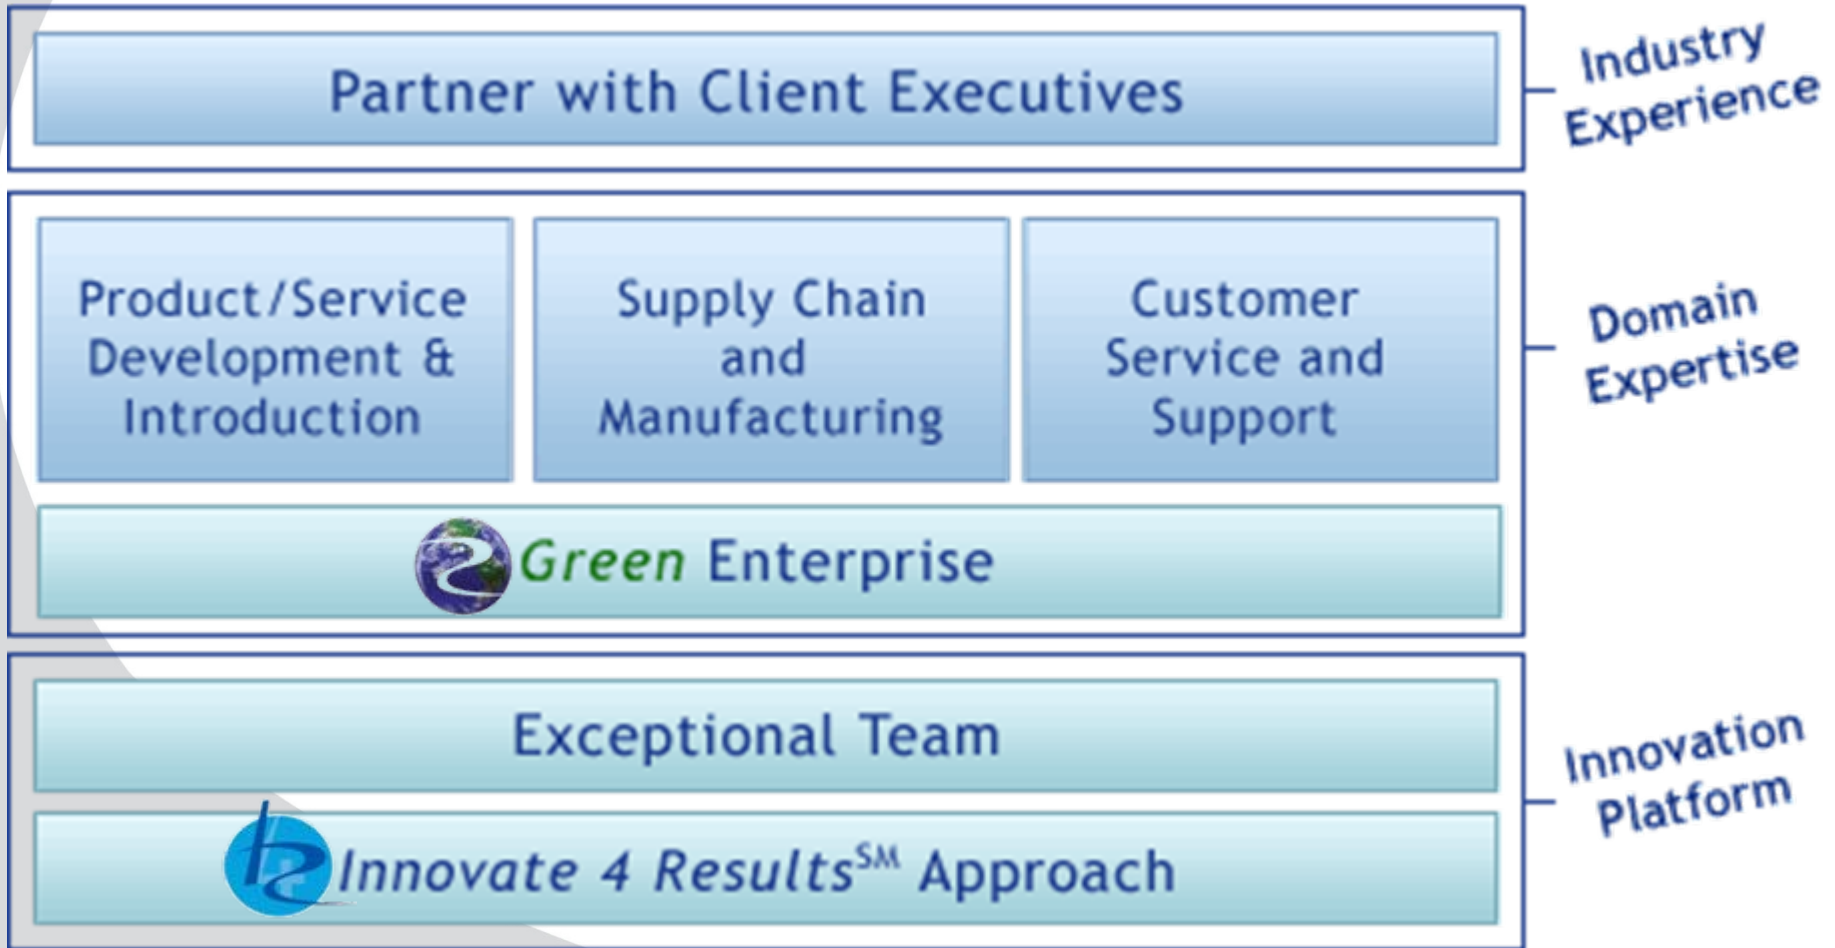 Partner with Client Executives
Industry
Experience
Product/Service
Development &
Introduction
Supply Chain
and
Manufacturing
Customer
Service and
Support
Domain
Expertise
Green Enterprise
Exceptional Team
Innovate 4 Results℠ Approach
Innovation
Platform